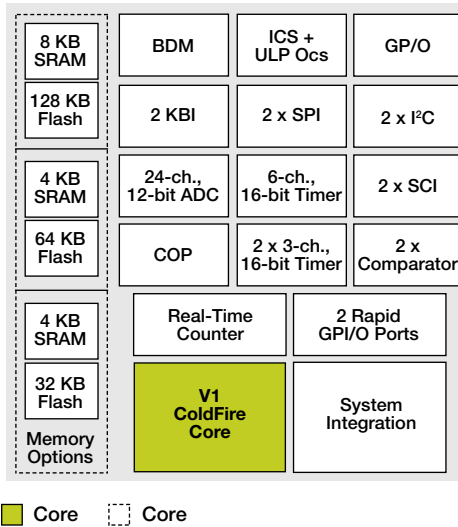 8 KB
SRAM
128 KB
Flash
4 KB
SRAM
64 KB
Flash
4 KB
SRAM
32 KB
Flash
Memory
Options
BDM
ICS +
ULP Ocs
GP/O
2 KBI
2 x SPI
2 x I²C
24-ch.,
12-bit ADC
6-ch.,
16-bit Timer
2 x SCI
COP
2 x 3-ch.,
16-bit Timer
2 x
Comparator
Real-Time
Counter
2 Rapid
GPI/O Ports
V1
ColdFire
Core
System
Integration
Core
Core